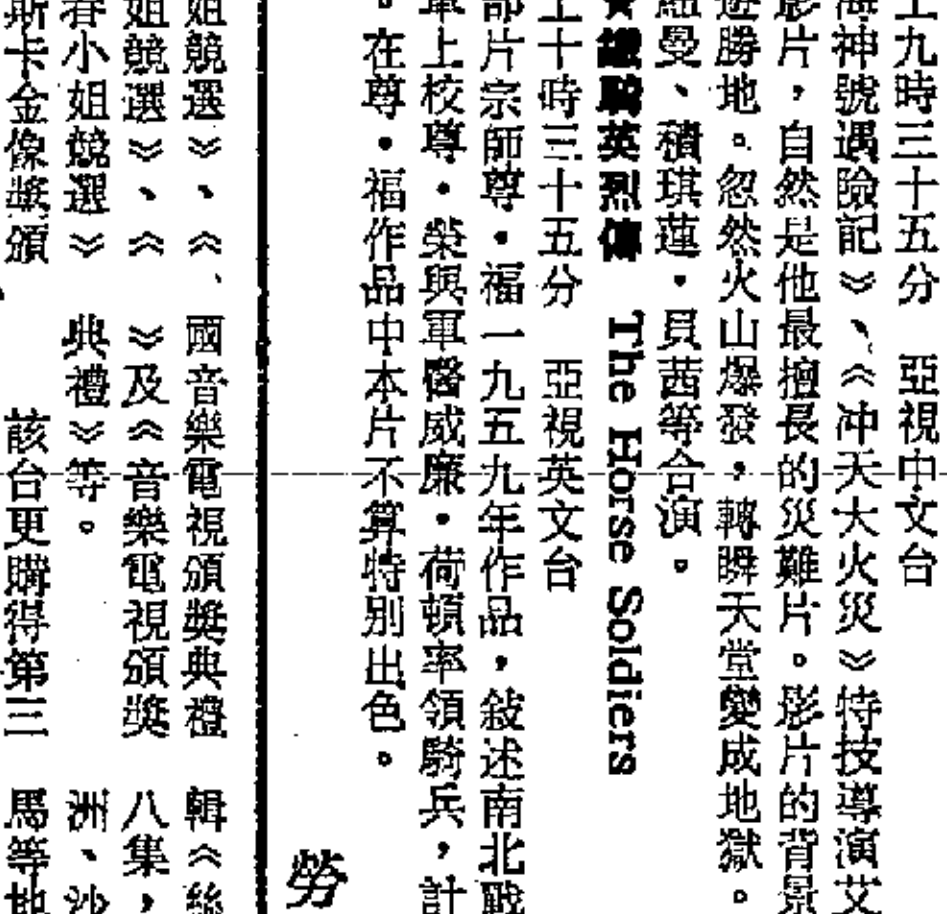 上九時三十五分　亞視中文台
海神號遇險記》、《冲天大火災》特技導演艾
影片，自然是他最擅長的災難片。影片的背景
遊勝地。忽然火山爆發，轉瞬天堂變成地獄。
紐曼、積琪蓮・貝茜等合演。
★鐵騎英烈傳 The Horse Soldiers
上十時三十五分　亞視英文台
部片宗師尊・福一九五九年作品，敍述南北戰
軍上校尊・榮與軍醫威廉・荷頓率領騎兵，計
。在尊・福作品中本片不算特別出色。
勞
姐競選》、《
國音樂電視頒獎典禮
輯《絲
姐競選》、《
》及《音樂電視頒獎
八集，
春小姐競選》
典禮》等。
洲、沙
斯卡金像獎頒
該台更購得第三
馬等地